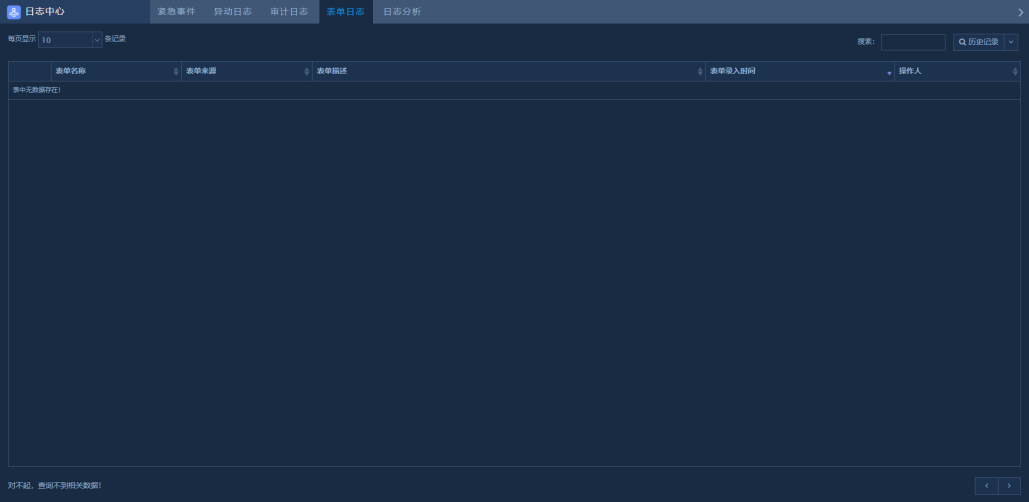 日志中心 紧急事件 异动日志 审计日志 表单日志 日志分析
每页显示 10 条记录 搜索: 历史记录
表单名称 表单来源 表单描述 表单录入时间 操作人
表中无数据存在!
对不起, 查询不到相关数据!